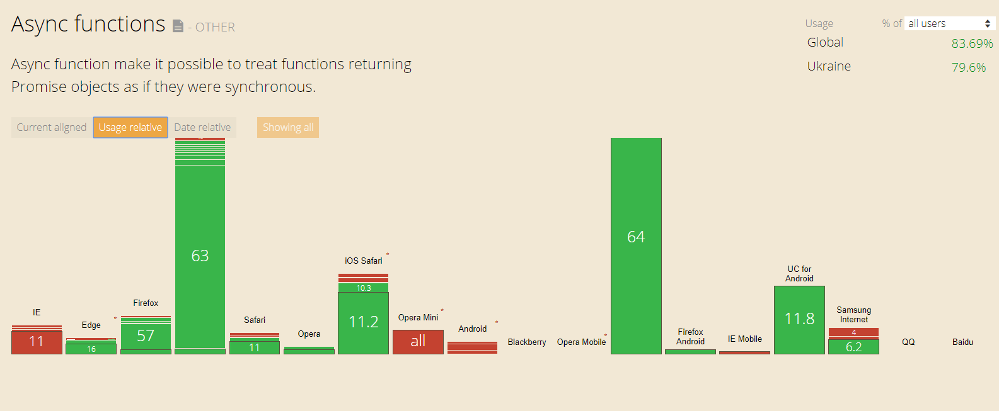 Async functions - OTHER
Usage % of all users
Global 83.69%
Ukraine 79.6%
Async function make it possible to treat functions returning
Promise objects as if they were synchronous.
Current aligned Usage relative Date relative Showing all
IE
11
Edge *
16
Firefox
57
63
Safari
11
Opera
iOS Safari *
10.3
11.2
Opera Mini *
all
Android *
Blackberry
Opera Mobile *
64
Firefox
Android
IE Mobile
UC for
Android
11.8
Samsung
Internet
4
6.2
QQ
Baidu